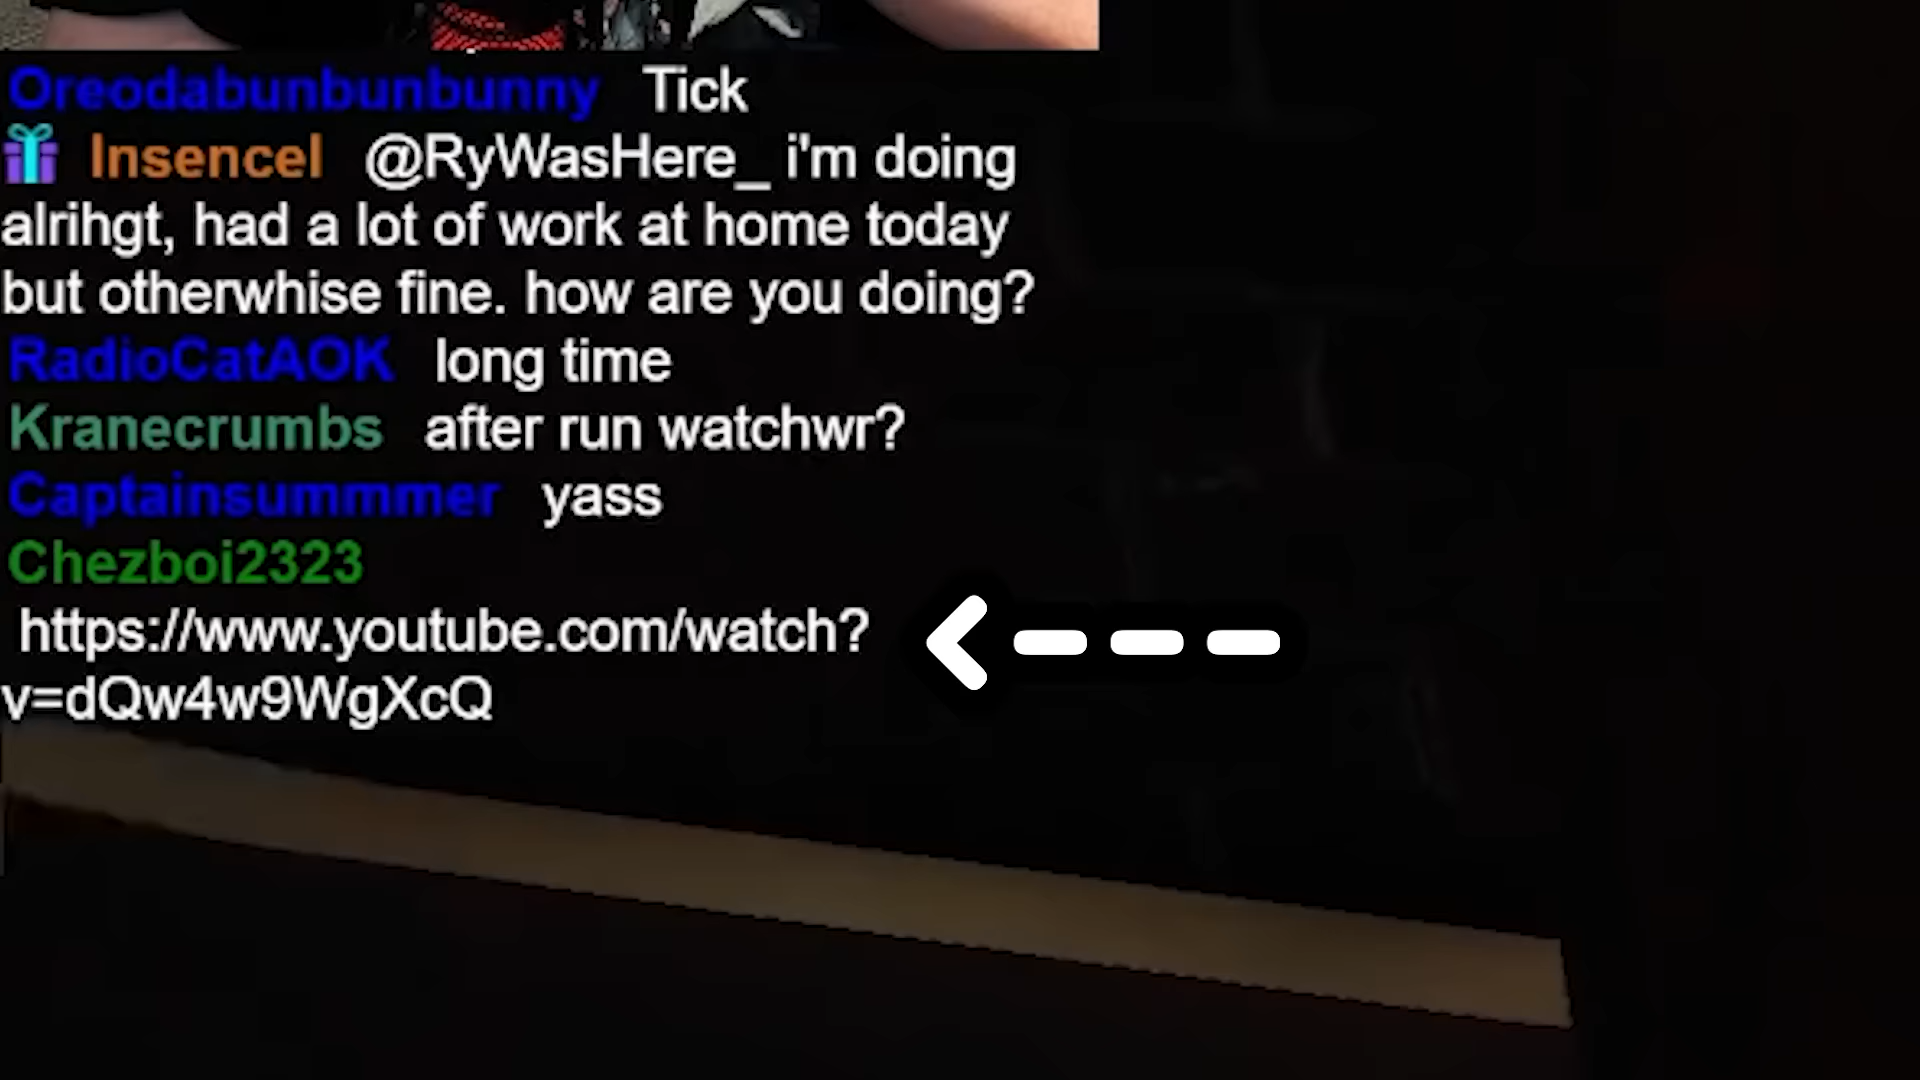 Oreodabunbunbunny Tick
Insencel @RyWasHere_ i'm doing
alrihgt, had a lot of work at home today
but otherwhise fine. how are you doing?
RadioCatAOK long time
Kranecrumbs after run watchwr?
Captainsummmer yass
Chezboi2323
https://www.youtube.com/watch?
v=dQw4w9WgXcQ